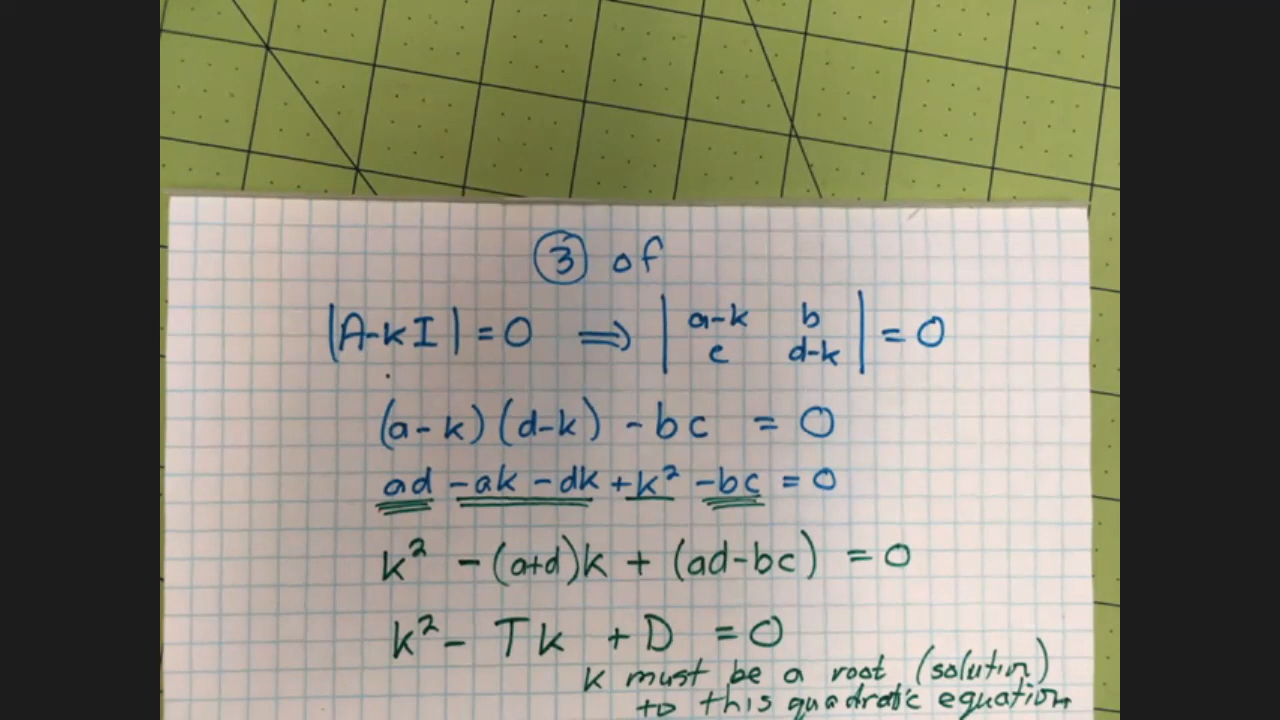 ③ of
|A-kI| = 0 ⟹ | a-k b |
| c d-k | = 0
(a-k)(d-k) -bc = 0
ad -ak -dk +k² -bc = 0
k² - (a+d)k + (ad-bc) = 0
k² - Tk + D = 0
k must be a root (solution)
to this quadratic equation